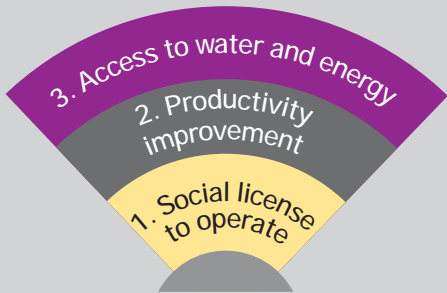 3. Access to water and energy
2. Productivity
improvement
1. Social license
to operate